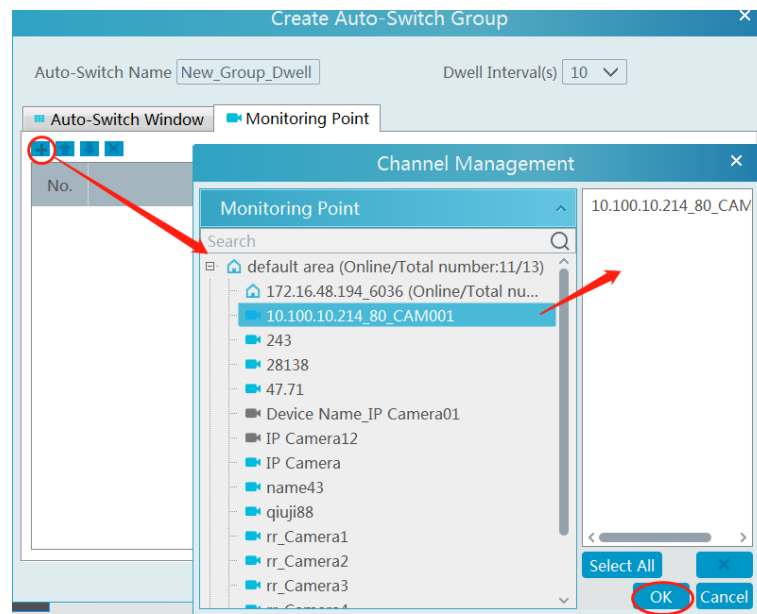 Create Auto-Switch Group
Auto-Switch Name New_Group_Dwell Dwell Interval(s) 10
Auto-Switch Window Monitoring Point
No.
Channel Management
Monitoring Point
Search
default area (Online/Total number:11/13)
172.16.48.194_6036 (Online/Total nu...
10.100.10.214_80_CAM001
243
28138
47.71
Device Name_IP Camera01
IP Camera12
IP Camera
name43
qiuji88
rr_Camera1
rr_Camera2
rr_Camera3
10.100.10.214_80_CAM
Select All
OK Cancel